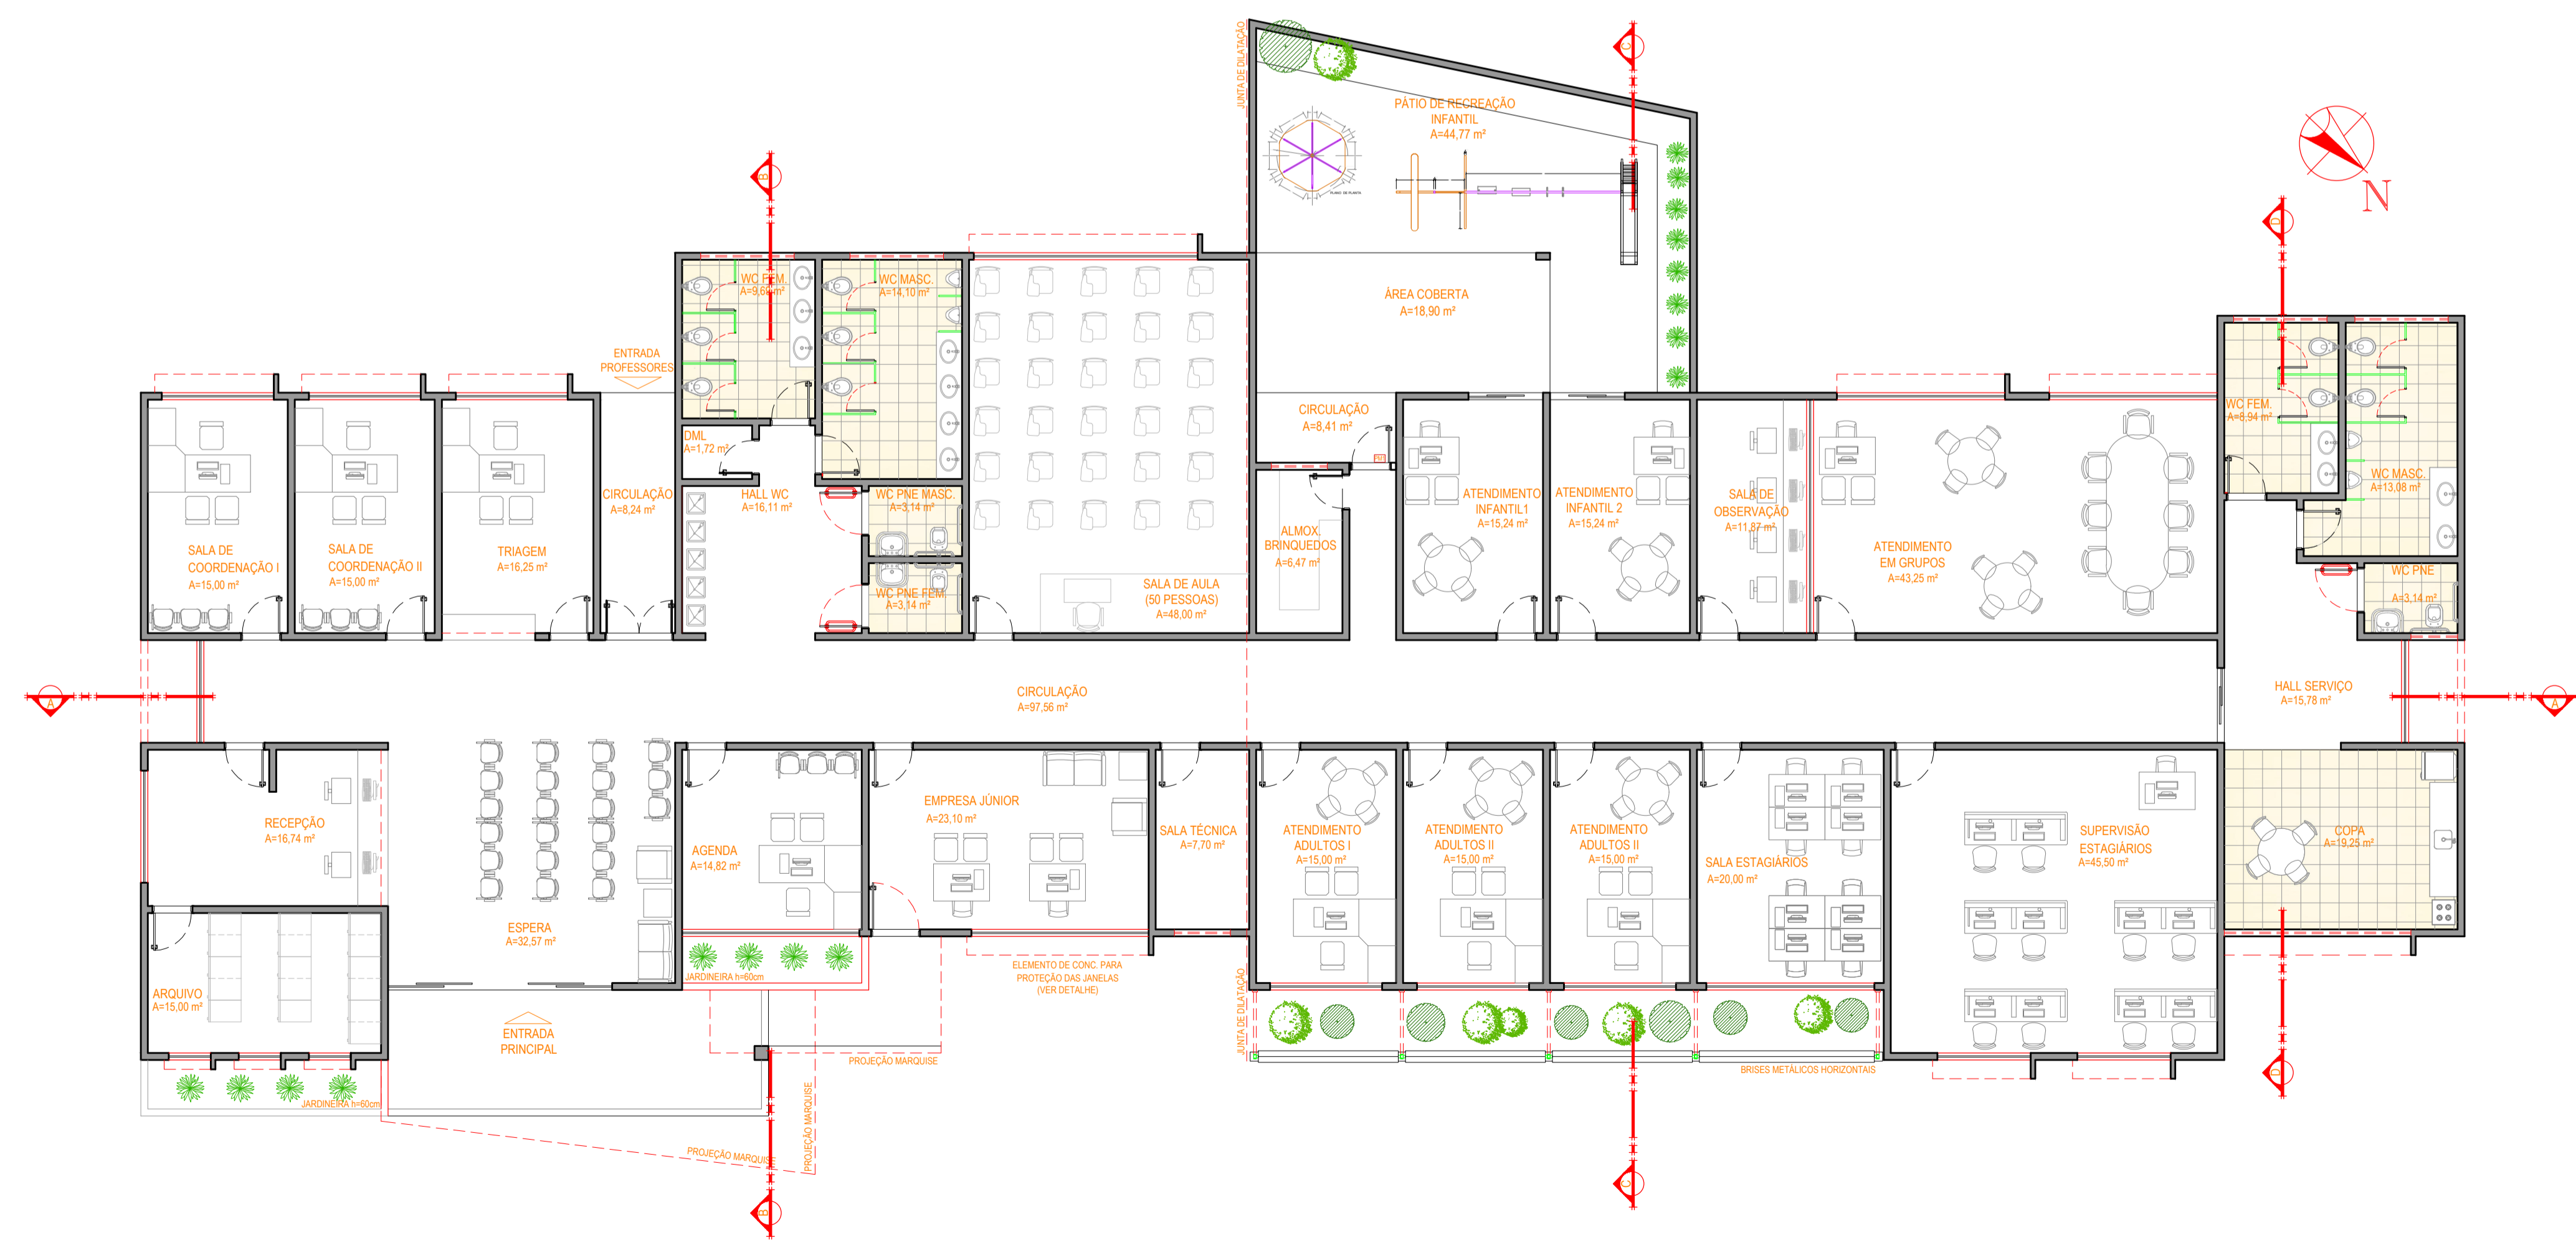 JUNTA DE DILATAÇÃO
C
PÁTIO DE RECREAÇÃO
INFANTIL
A=44,77 m²
PLANO DE PLANTA
N
B
D
WC FEM.
WC MASC.
A=14,10 m²
ÁREA COBERTA
A=18,90 m²
ENTRADA
PROFESSORES
CIRCULAÇÃO
A=8,41 m²
WC FEM.
A=8,94 m²
DML
A=1,72 m²
WC MASC.
A=13,08 m²
CIRCULAÇÃO
A=8,24 m²
HALL WC
A=16,11 m²
WC PNE MASC.
A=3,14 m²
ATENDIMENTO
INFANTIL1
A=15,24 m²
ATENDIMENTO
INFANTIL 2
A=15,24 m²
SALA DE
OBSERVAÇÃO
A=11,87 m²
ALMOX.
BRINQUEDOS
A=6,47 m²
ATENDIMENTO
EM GRUPOS
A=43,25 m²
SALA DE
COORDENAÇÃO I
A=15,00 m²
SALA DE
COORDENAÇÃO II
A=15,00 m²
TRIAGEM
A=16,25 m²
WC PNE FEM.
A=3,14 m²
SALA DE AULA
(50 PESSOAS)
A=48,00 m²
WC PNE
A=3,14 m²
A
CIRCULAÇÃO
A=97,56 m²
HALL SERVIÇO
A=15,78 m²
A
RECEPÇÃO
A=16,74 m²
EMPRESA JÚNIOR
A=23,10 m²
AGENDA
A=14,82 m²
SALA TÉCNICA
A=7,70 m²
ATENDIMENTO
ADULTOS I
A=15,00 m²
ATENDIMENTO
ADULTOS II
A=15,00 m²
ATENDIMENTO
ADULTOS II
A=15,00 m²
SALA ESTAGIÁRIOS
A=20,00 m²
SUPERVISÃO
ESTAGIÁRIOS
A=45,50 m²
COPA
A=19,25 m²
ESPERA
A=32,57 m²
ARQUIVO
A=15,00 m²
JARDINEIRA h=60cm
ELEMENTO DE CONC. PARA
PROTEÇÃO DAS JANELAS
(VER DETALHE)
JUNTA DE DILATAÇÃO
ENTRADA
PRINCIPAL
PROJEÇÃO MARQUISE
BRISES METÁLICOS HORIZONTAIS
JARDINEIRA h=60cm
PROJEÇÃO MARQUISE
PROJEÇÃO MARQUISE
B
C
D